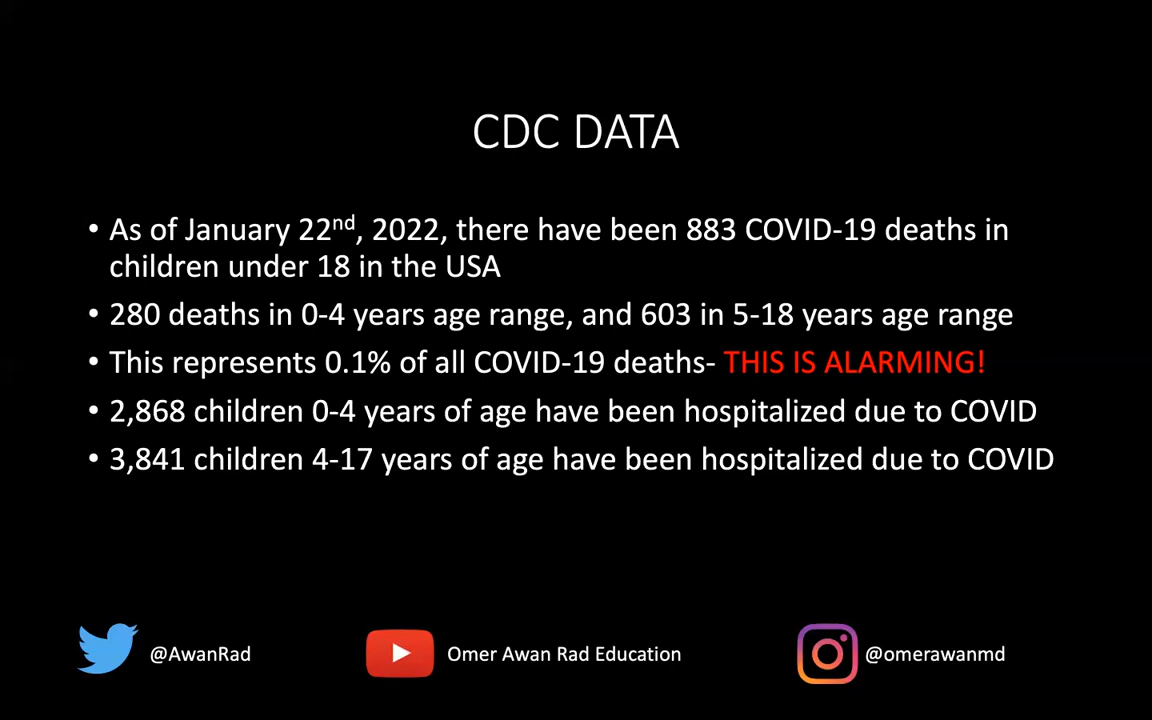 CDC DATA
• As of January 22nd, 2022, there have been 883 COVID-19 deaths in
children under 18 in the USA
• 280 deaths in 0-4 years age range, and 603 in 5-18 years age range
• This represents 0.1% of all COVID-19 deaths- THIS IS ALARMING!
• 2,868 children 0-4 years of age have been hospitalized due to COVID
• 3,841 children 4-17 years of age have been hospitalized due to COVID
@AwanRad
Omer Awan Rad Education
@omerawanmd